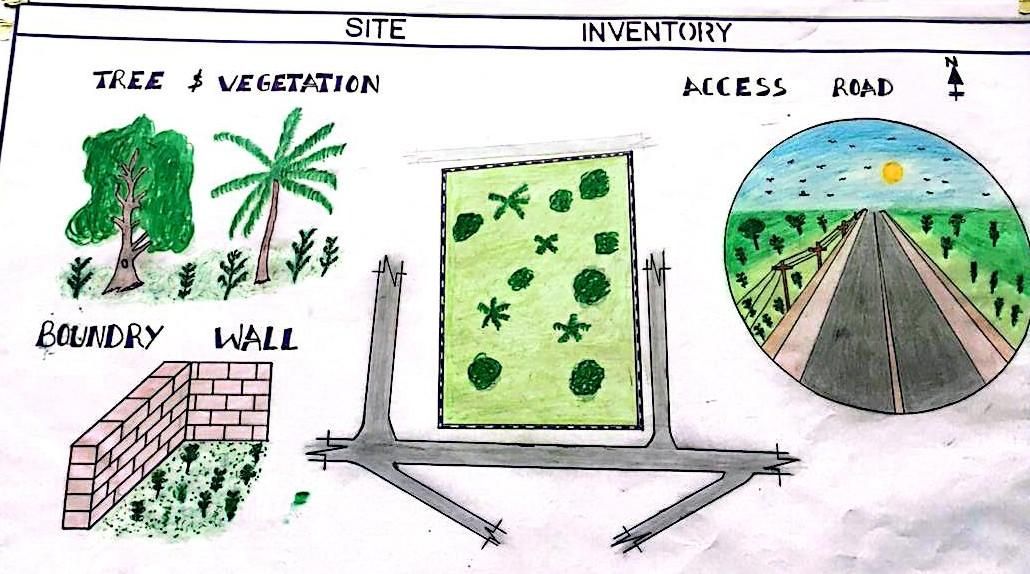 SITE INVENTORY
TREE & VEGETATION
ACCESS ROAD
N
BOUNDRY WALL